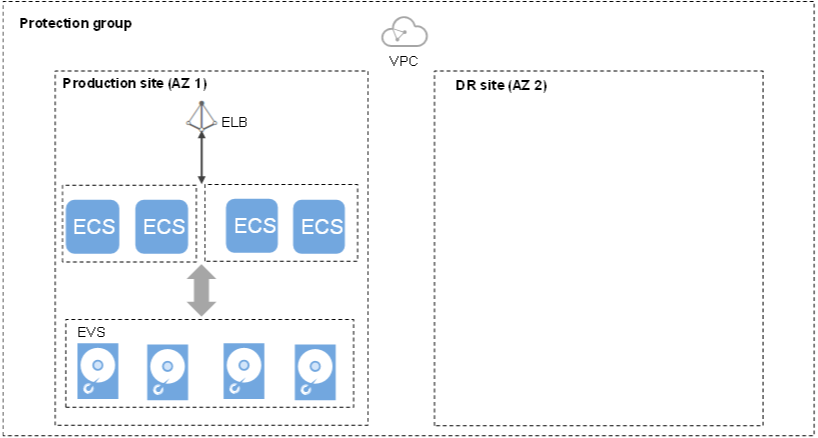 Protection group
VPC
Production site (AZ 1)
DR site (AZ 2)
ELB
ECS ECS ECS ECS
EVS